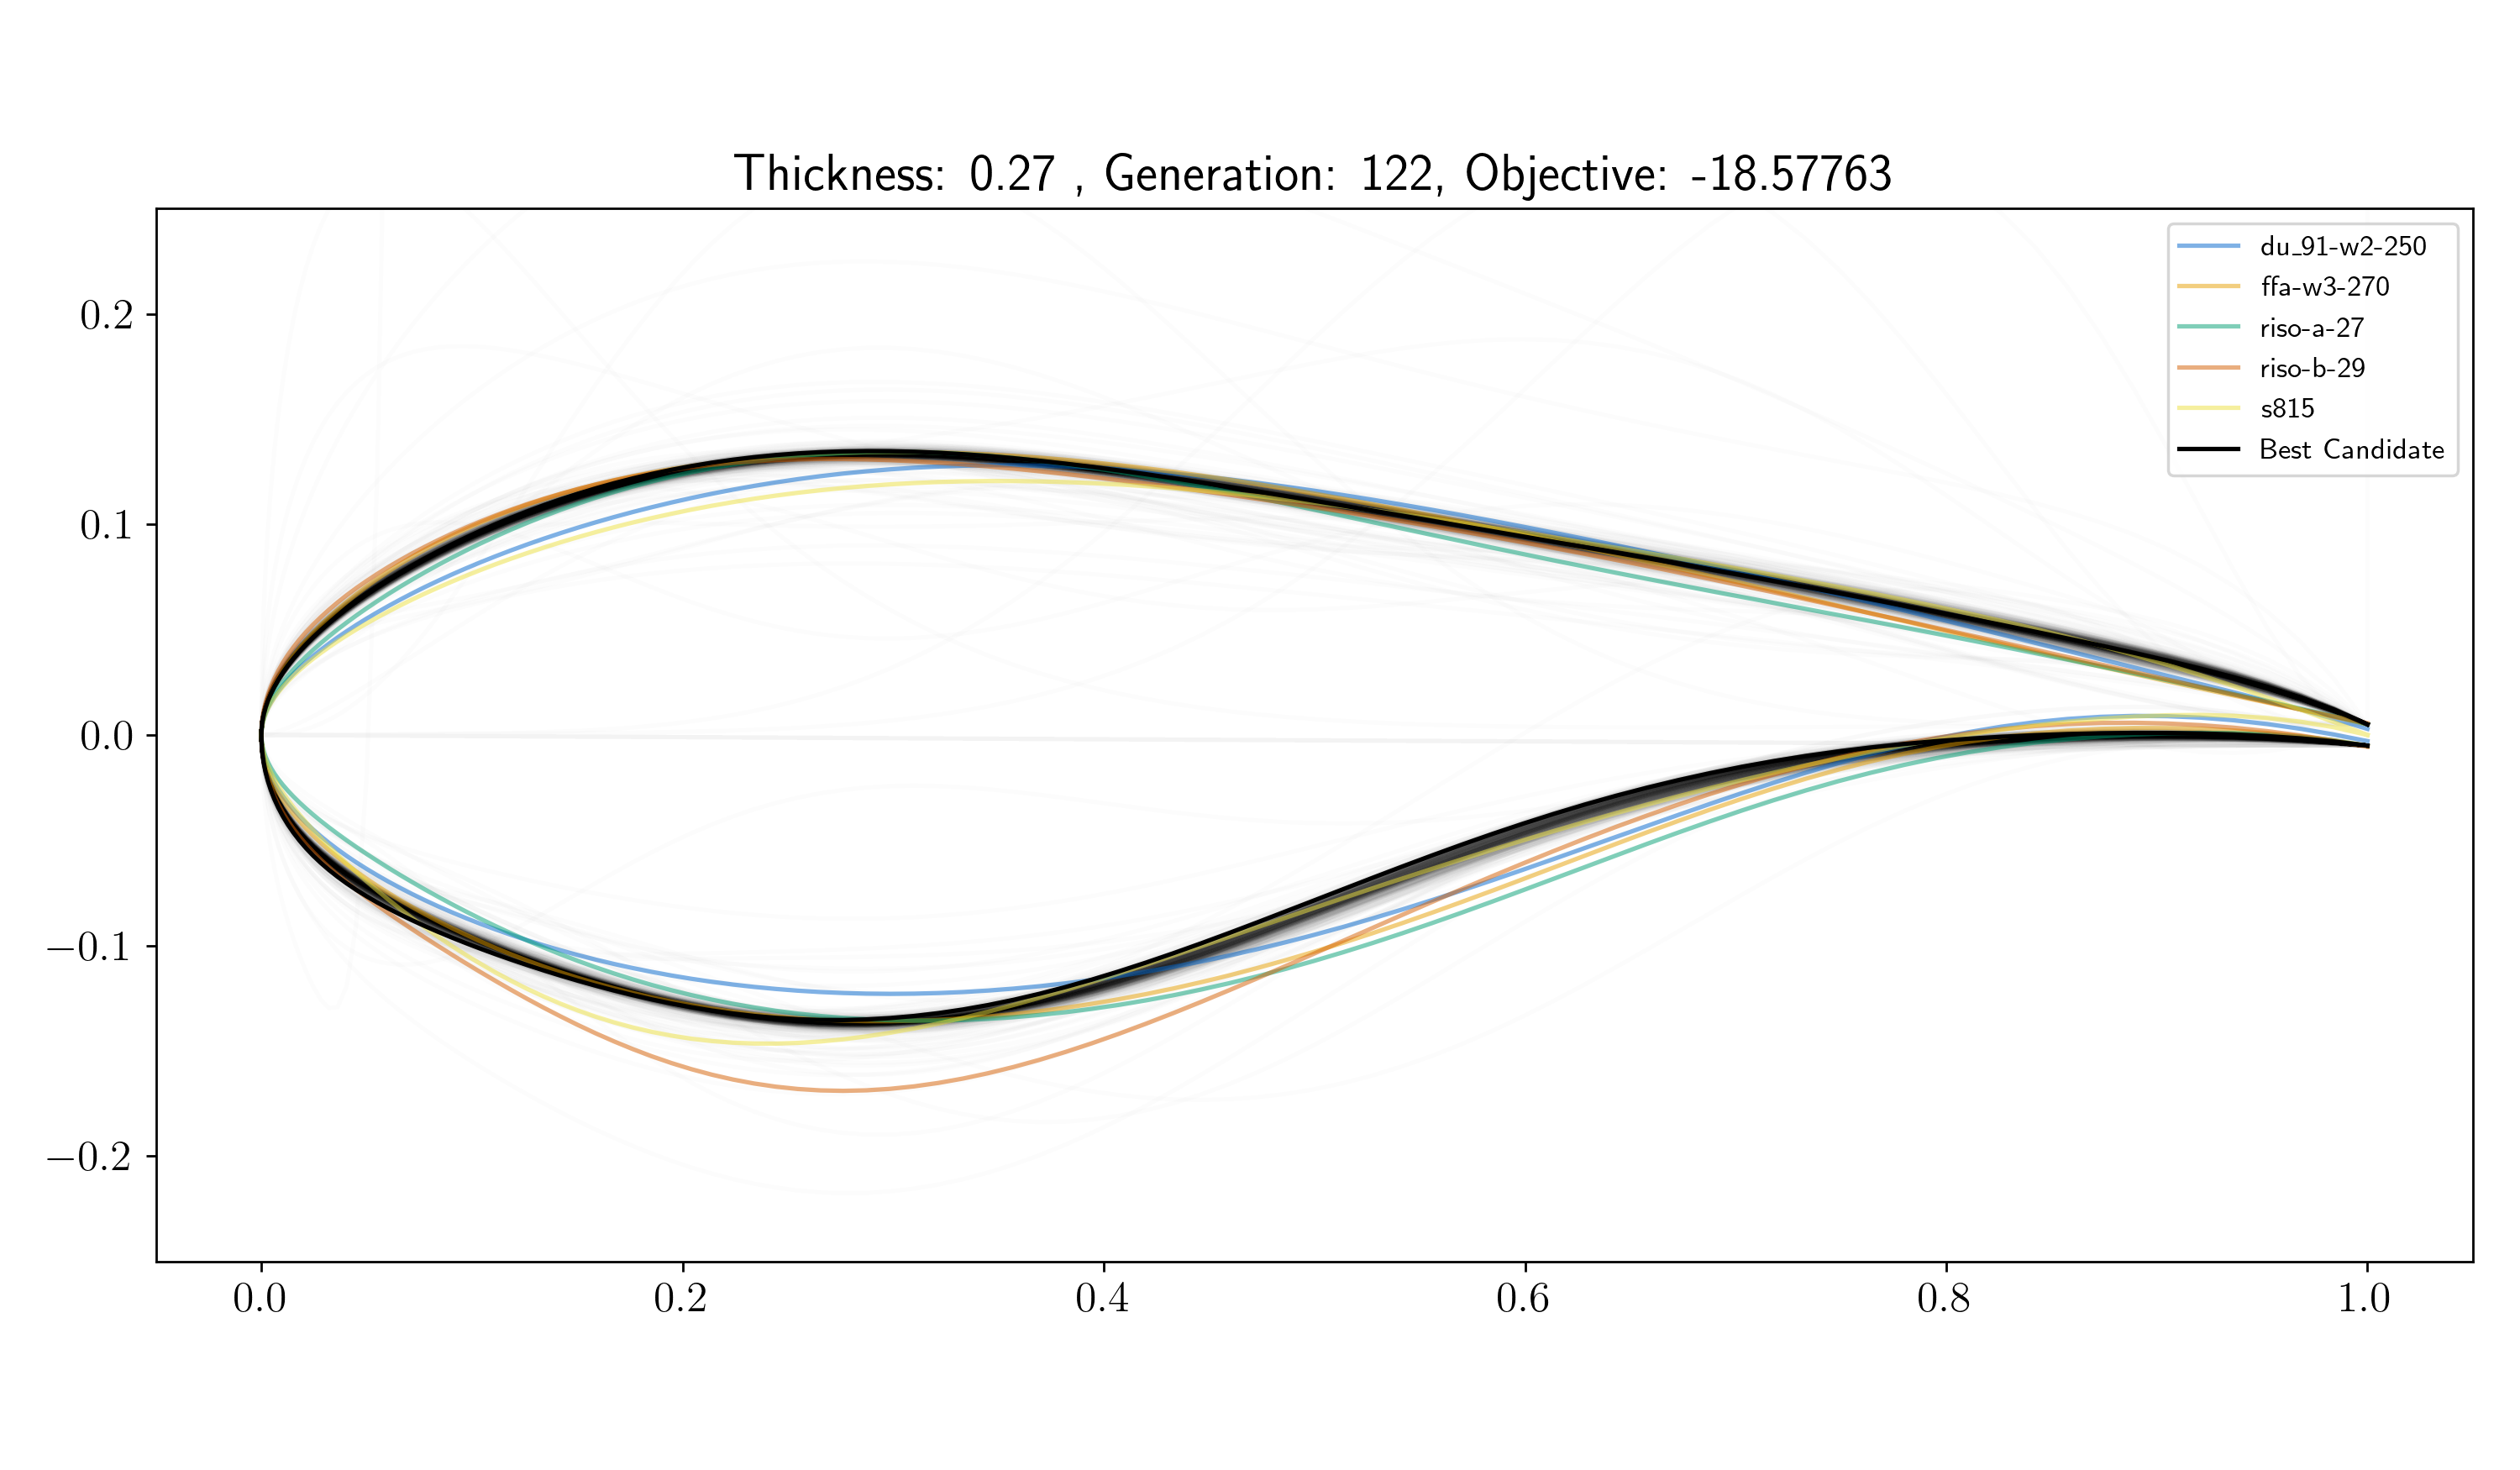 Thickness: 0.27 , Generation: 122, Objective: -18.57763
du_91-w2-250
ffa-w3-270
riso-a-27
riso-b-29
s815
Best Candidate
0.2
0.1
0.0
−0.1
−0.2
0.0 0.2 0.4 0.6 0.8 1.0